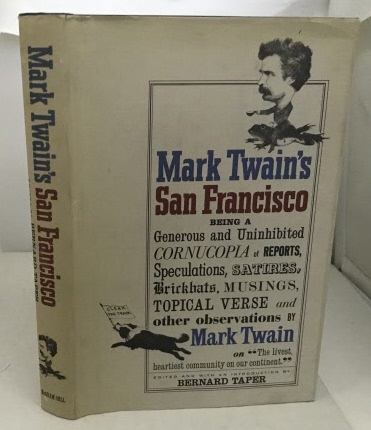 Mark Twain's San Francisco
BERNARD TAPER
McGRAW-HILL
Mark Twain's
San Francisco
BEING A
Generous and Uninhibited
CORNUCOPIA of REPORTS,
Speculations, SATIRES,
Brickbats, MUSINGS,
TOPICAL VERSE and
other observations BY
Mark Twain
on "The livest,
heartiest community on our continent."
EDITED AND WITH AN INTRODUCTION BY
BERNARD TAPER